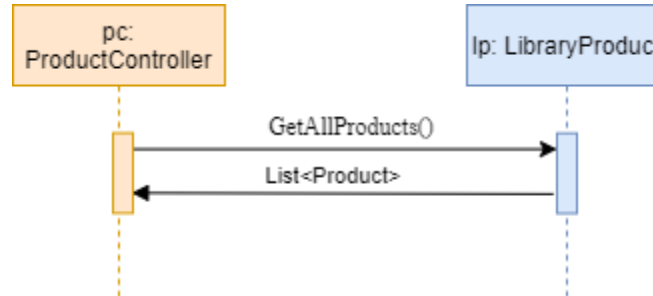 pc:
ProductController
lp: LibraryProduc
GetAllProducts()
List<Product>